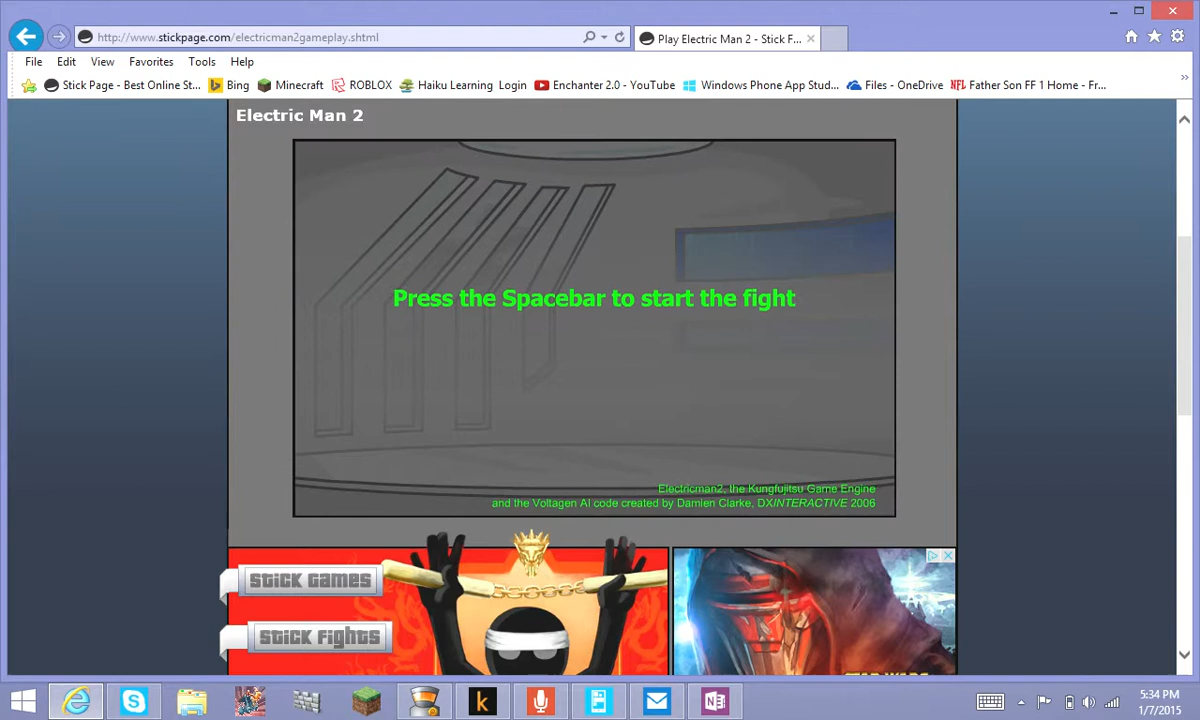 http://www.stickpage.com/electricman2gameplay.shtml
Play Electric Man 2 - Stick F...
File Edit View Favorites Tools Help
Stick Page - Best Online St... Bing Minecraft ROBLOX Haiku Learning Login Enchanter 2.0 - YouTube Windows Phone App Stud... Files - OneDrive NFL Father Son FF 1 Home - Fr...
Electric Man 2
Press the Spacebar to start the fight
Electricman2, the Kungfujitsu Game Engine
and the Voltagen AI code created by Damien Clarke, DXINTERACTIVE 2006
Stick Games
Stick Fights
5:34 PM
1/7/2015